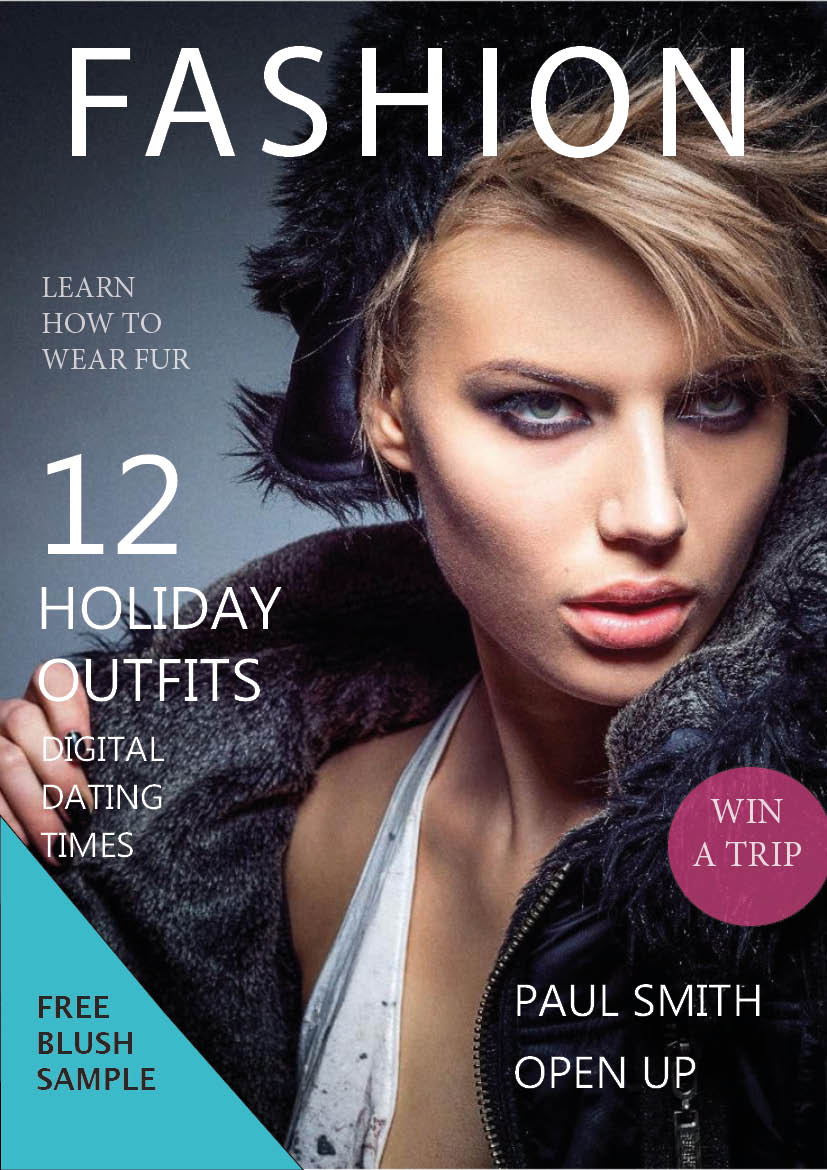 FASHION
LEARN
HOW TO
WEAR FUR
12
HOLIDAY
OUTFITS
DIGITAL
DATING
TIMES
WIN
A TRIP
FREE
BLUSH
SAMPLE
PAUL SMITH
OPEN UP